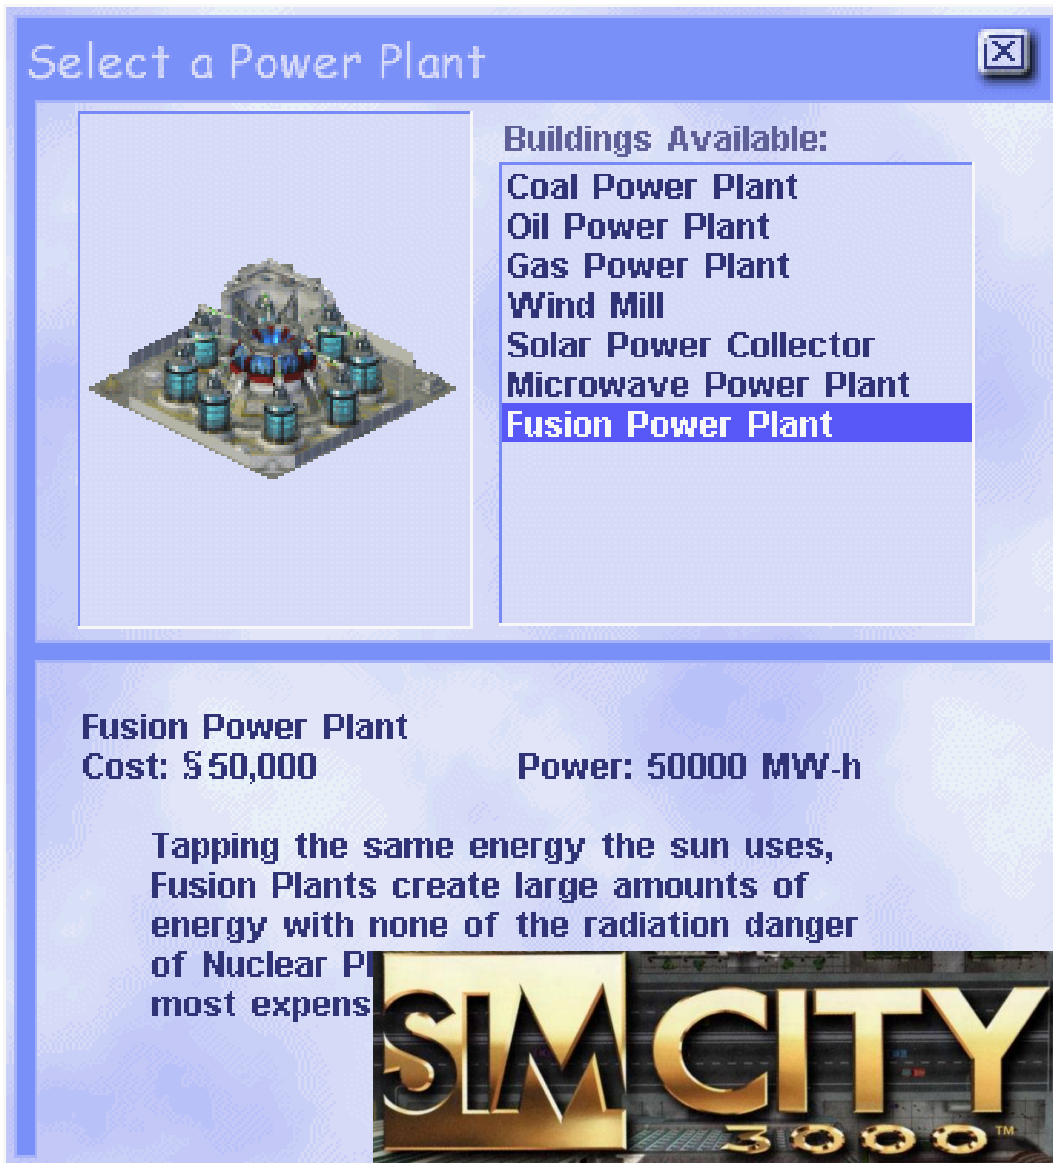 Select a Power Plant
Buildings Available:
Coal Power Plant
Oil Power Plant
Gas Power Plant
Wind Mill
Solar Power Collector
Microwave Power Plant
Fusion Power Plant
Fusion Power Plant
Cost: §50,000 Power: 50000 MW-h
Tapping the same energy the sun uses,
Fusion Plants create large amounts of
energy with none of the radiation danger
of Nuclear
most
SIMCITY
3000™